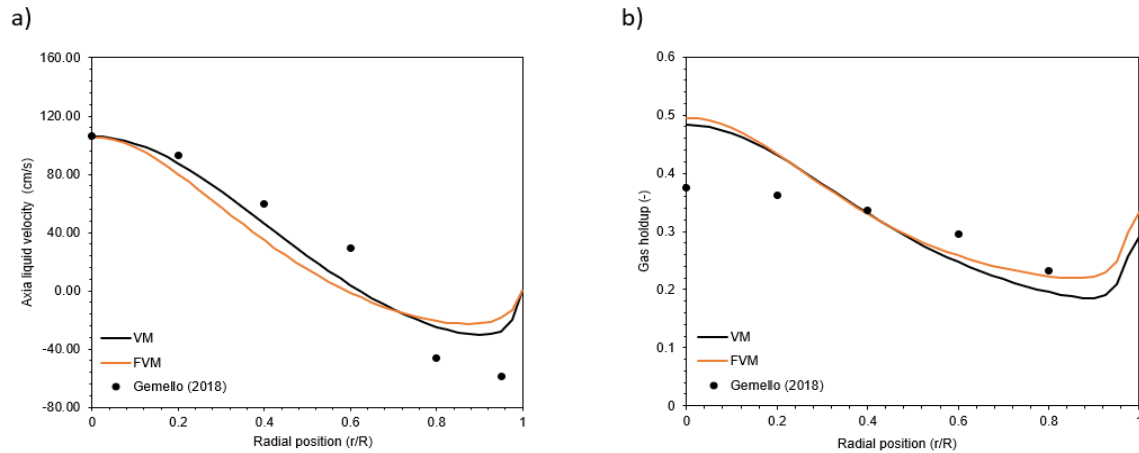 a)
160.00
120.00
80.00
40.00
0.00
-40.00
-80.00
Axia liquid velocity (cm/s)
VM
FVM
Gemello (2018)
0
0.2
0.4
0.6
0.8
1
Radial position (r/R)
b)
0.6
0.5
0.4
0.3
0.2
0.1
0
Gas holdup (-)
VM
FVM
Gemello (2018)
0
0.2
0.4
0.6
0.8
1
Radial position (r/R)